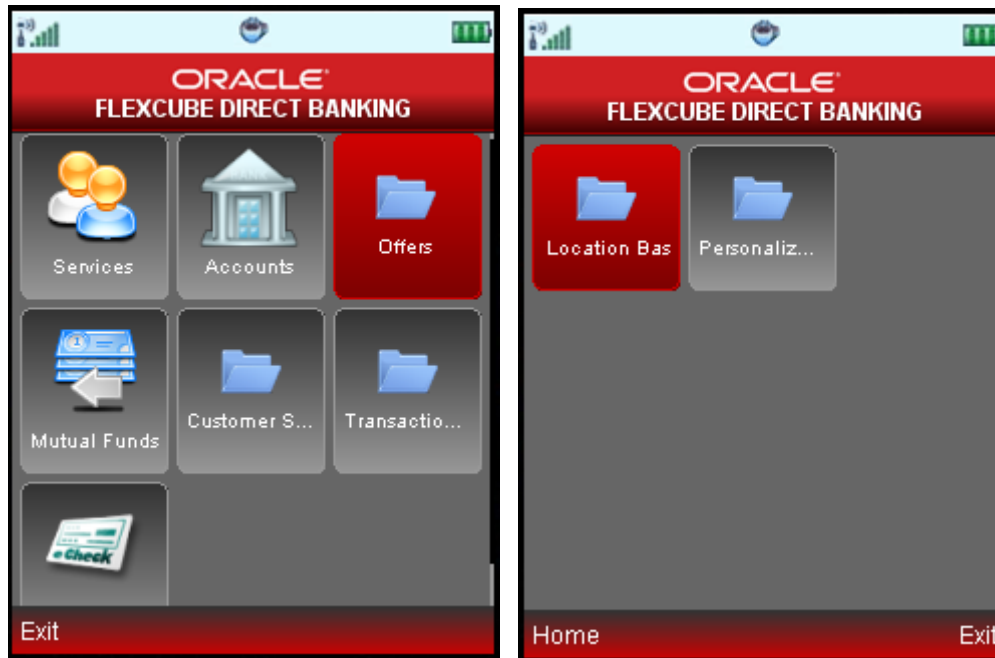 ORACLE
FLEXCUBE DIRECT BANKING
Services
Accounts
Offers
Mutual Funds
Customer S...
Transactio...
eCheck
Exit
ORACLE
FLEXCUBE DIRECT BANKING
Location Bas
Personaliz...
Home
Exit